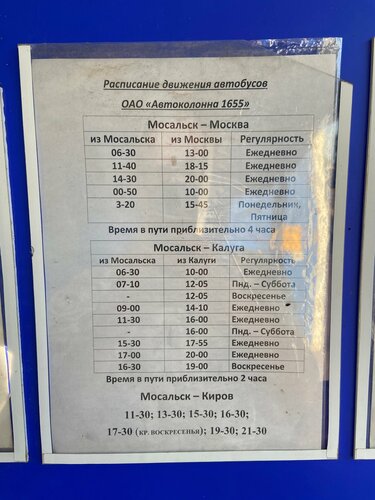 Расписание движения автобусов
ОАО «Автоколонна 1655»
Мосальск – Москва
из Мосальска из Москвы Регулярность
06-30 13-00 Ежедневно
11-40 18-15 Ежедневно
14-30 20-00 Ежедневно
00-50 10-00 Ежедневно
3-20 15-45 Понедельник,
Пятница
Время в пути приблизительно 4 часа
Мосальск – Калуга
из Мосальска из Калуги Регулярность
06-30 10-00 Ежедневно
07-10 12-05 Пнд. – Суббота
- 12-05 Воскресенье
09-00 14-10 Ежедневно
11-30 16-00 Ежедневно
- 16-00 Пнд. – Суббота
15-30 17-55 Ежедневно
17-00 20-00 Ежедневно
16-30 19-00 Воскресенье
Время в пути приблизительно 2 часа
Мосальск – Киров
11-30; 13-30; 15-30; 16-30;
17-30 (КР. ВОСКРЕСЕНЬЯ); 19-30; 21-30